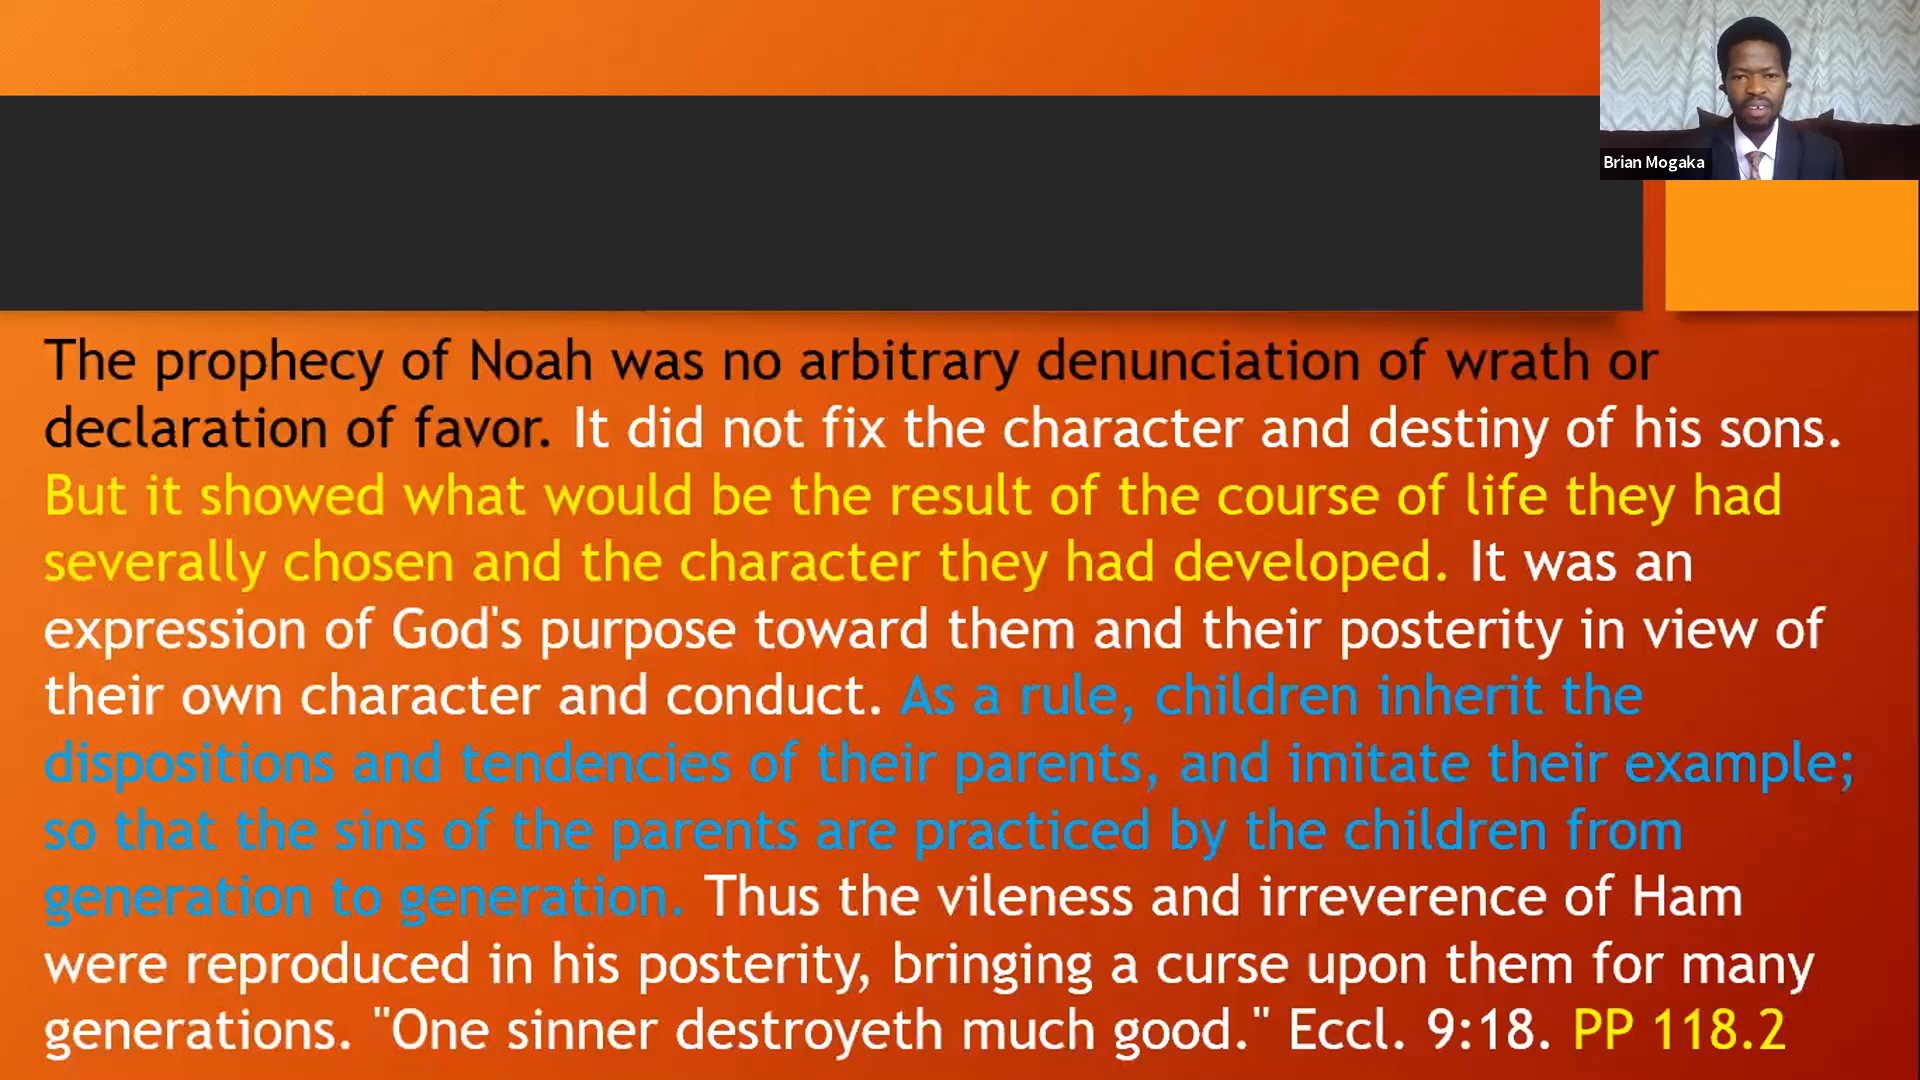 Brian Mogaka
The prophecy of Noah was no arbitrary denunciation of wrath or
declaration of favor. It did not fix the character and destiny of his sons.
But it showed what would be the result of the course of life they had
severally chosen and the character they had developed. It was an
expression of God's purpose toward them and their posterity in view of
their own character and conduct. As a rule, children inherit the
dispositions and tendencies of their parents, and imitate their example;
so that the sins of the parents are practiced by the children from
generation to generation. Thus the vileness and irreverence of Ham
were reproduced in his posterity, bringing a curse upon them for many
generations. "One sinner destroyeth much good." Eccl. 9:18. PP 118.2